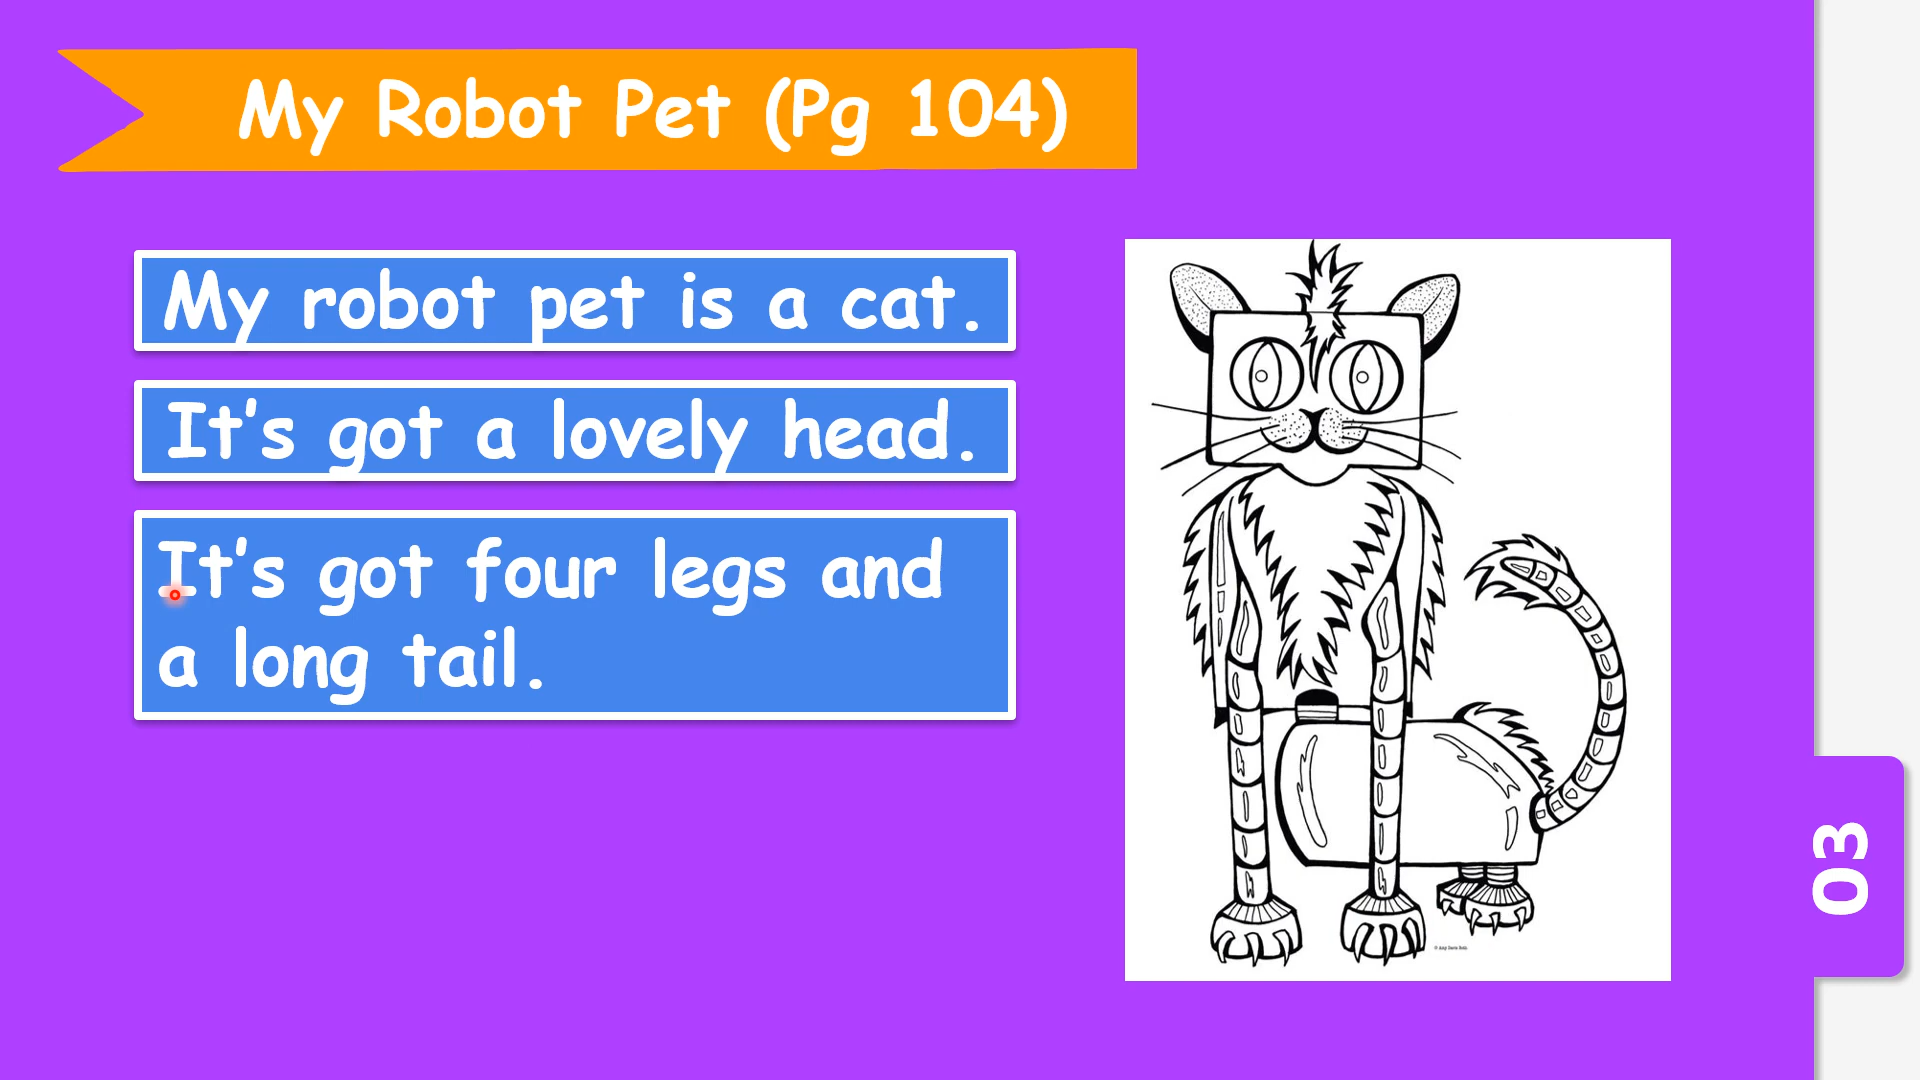 My Robot Pet (Pg 104)
My robot pet is a cat.
It's got a lovely head.
It's got four legs and
a long tail.
03